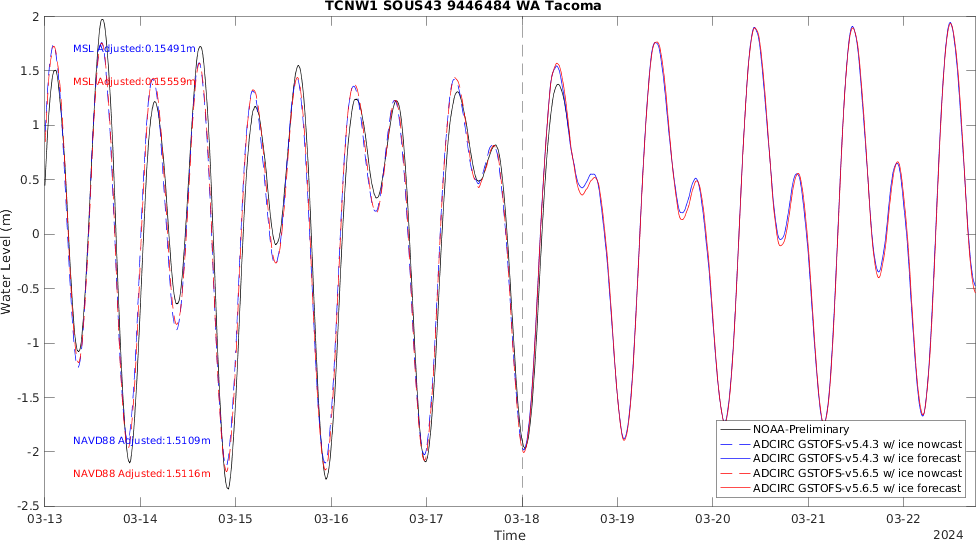 TCNW1 SOUS43 9446484 WA Tacoma
2
1.5
1
0.5
0
-0.5
-1
-1.5
-2
-2.5
Water Level (m)
MSL Adjusted:0.15491m
MSL Adjusted:0.15559m
NAVD88 Adjusted:1.5109m
NAVD88 Adjusted:1.5116m
NOAA-Preliminary
ADCIRC GSTOFS-v5.4.3 w/ ice nowcast
ADCIRC GSTOFS-v5.4.3 w/ ice forecast
ADCIRC GSTOFS-v5.6.5 w/ ice nowcast
ADCIRC GSTOFS-v5.6.5 w/ ice forecast
03-13 03-14 03-15 03-16 03-17 03-18 03-19 03-20 03-21 03-22
Time
2024